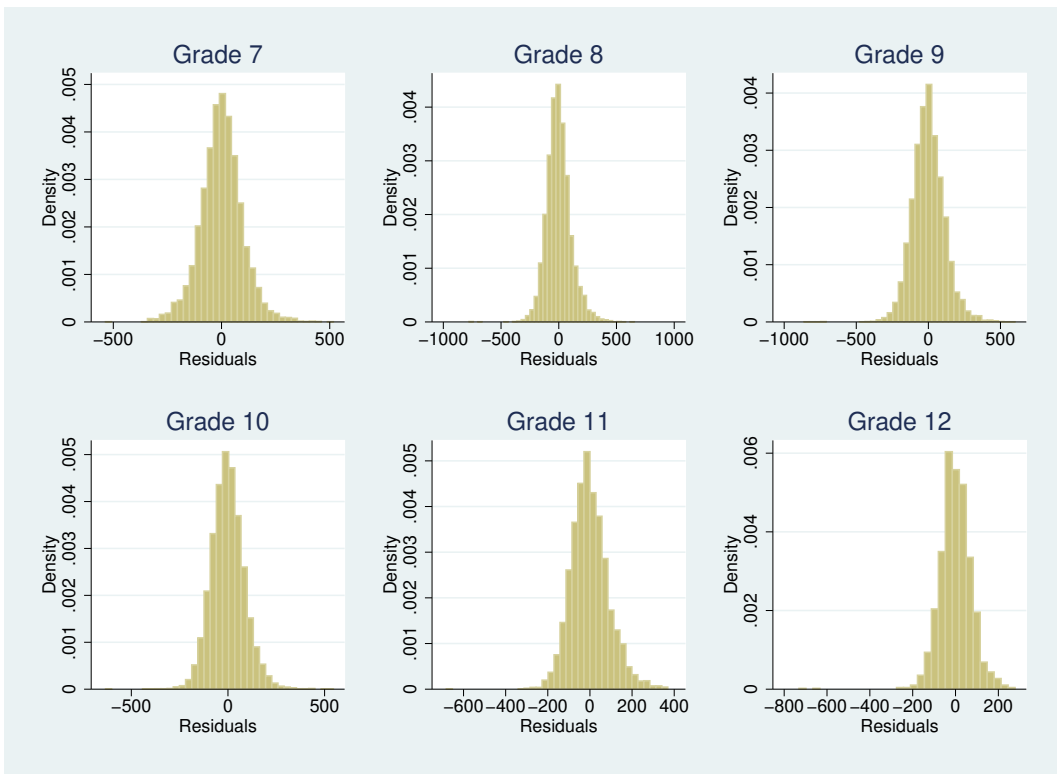 Grade 7
Density
0 .001 .002 .003 .004 .005
−500 0 500
Residuals
Grade 8
Density
0 .001 .002 .003 .004
−1000 −500 0 500 1000
Residuals
Grade 9
Density
0 .001 .002 .003 .004
−1000 −500 0 500
Residuals
Grade 10
Density
0 .001 .002 .003 .004 .005
−500 0 500
Residuals
Grade 11
Density
0 .001 .002 .003 .004 .005
−600 −400 −200 0 200 400
Residuals
Grade 12
Density
0 .002 .004 .006
−800 −600 −400 −200 0 200
Residuals